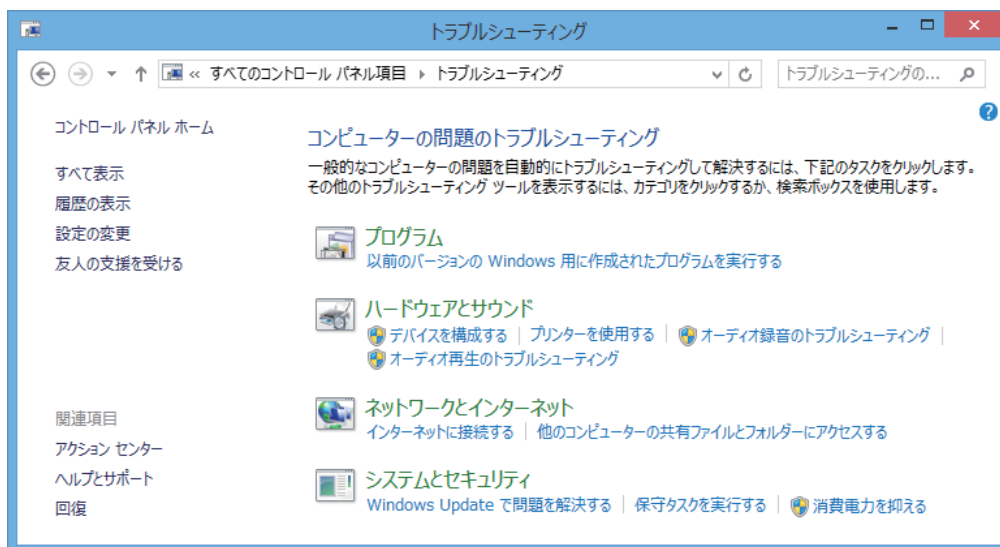 トラブルシューティング
« すべてのコントロール パネル項目 ▸ トラブルシューティング
トラブルシューティングの...
コントロール パネル ホーム
すべて表示
履歴の表示
設定の変更
友人の支援を受ける
コンピューターの問題のトラブルシューティング
一般的なコンピューターの問題を自動的にトラブルシューティングして解決するには、下記のタスクをクリックします。
その他のトラブルシューティング ツールを表示するには、カテゴリをクリックするか、検索ボックスを使用します。
プログラム
以前のバージョンの Windows 用に作成されたプログラムを実行する
ハードウェアとサウンド
デバイスを構成する | プリンターを使用する | オーディオ録音のトラブルシューティング |
オーディオ再生のトラブルシューティング
ネットワークとインターネット
インターネットに接続する | 他のコンピューターの共有ファイルとフォルダーにアクセスする
システムとセキュリティ
Windows Update で問題を解決する | 保守タスクを実行する | 消費電力を抑える
関連項目
アクション センター
ヘルプとサポート
回復